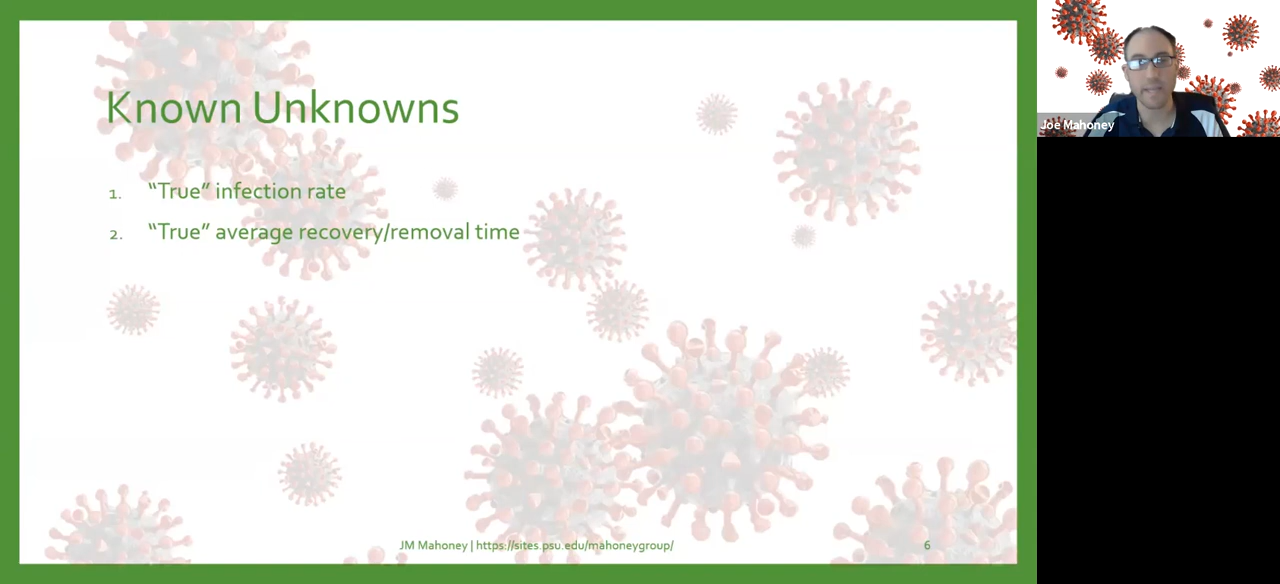 Known Unknowns
1. “True” infection rate
2. “True” average recovery/removal time
JM Mahoney | https://sites.psu.edu/mahoneygroup/
6
Joe Mahoney